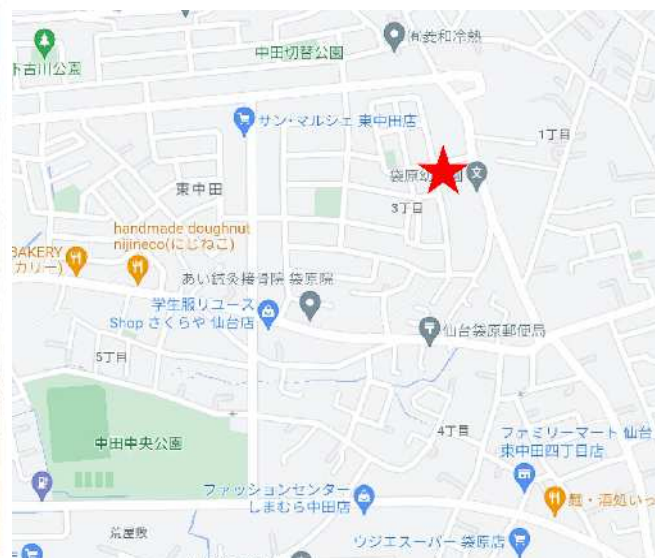 ㈲義和冷熱
中田切替公園
下古川公園
サン・マルシェ 東中田店
1丁目
袋原幼
園
東中田
3丁目
handmade doughnut
nijineco(にじねこ)
BAKERY
カリー)
あい鍼灸接骨院 袋原院
学生服リユース
Shop さくらや 仙台店
仙台袋原郵便局
5丁目
4丁目
ファミリーマート 仙台
東中田四丁目店
中田中央公園
ファッションセンター
しまむら中田店
麺・酒処いっ
荒屋敷
ウジエスーパー 袋原店